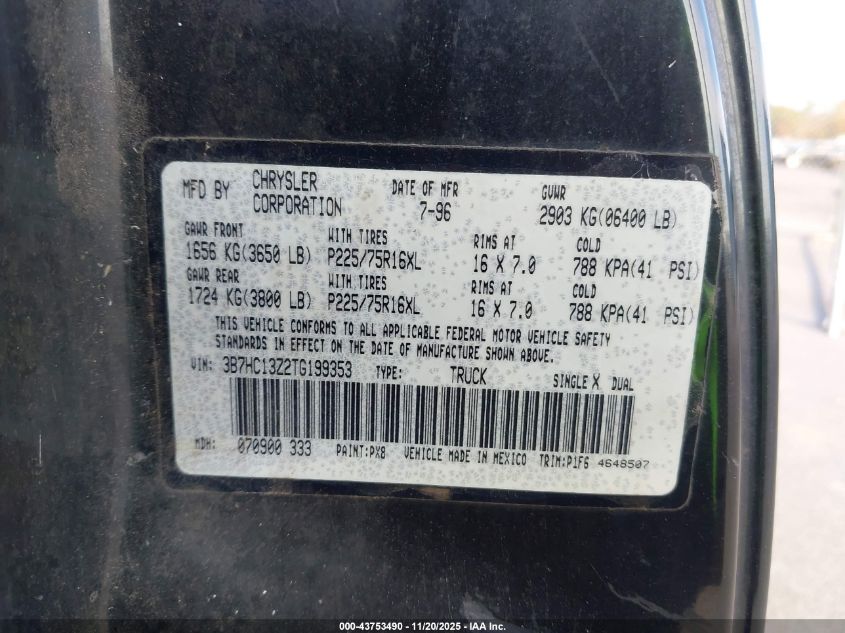 MFD BY CHRYSLER CORPORATION DATE OF MFR 7-96 GVWR 2903 KG(06400 LB)
GAWR FRONT WITH TIRES RIMS AT COLD
1656 KG(3650 LB) P225/75R16XL 16 X 7.0 788 KPA(41 PSI)
GAWR REAR WITH TIRES RIMS AT COLD
1724 KG(3800 LB) P225/75R16XL 16 X 7.0 788 KPA(41 PSI)
THIS VEHICLE CONFORMS TO ALL APPLICABLE FEDERAL MOTOR VEHICLE SAFETY
STANDARDS IN EFFECT ON THE DATE OF MANUFACTURE SHOWN ABOVE.
VIN: 3B7HC13Z2TG199353 TYPE: TRUCK SINGLE X DUAL
MDH: 070900 333 PAINT:PX8 VEHICLE MADE IN MEXICO TRIM:P1F6 4648507
000-43753490 - 11/20/2025 - IAA Inc.